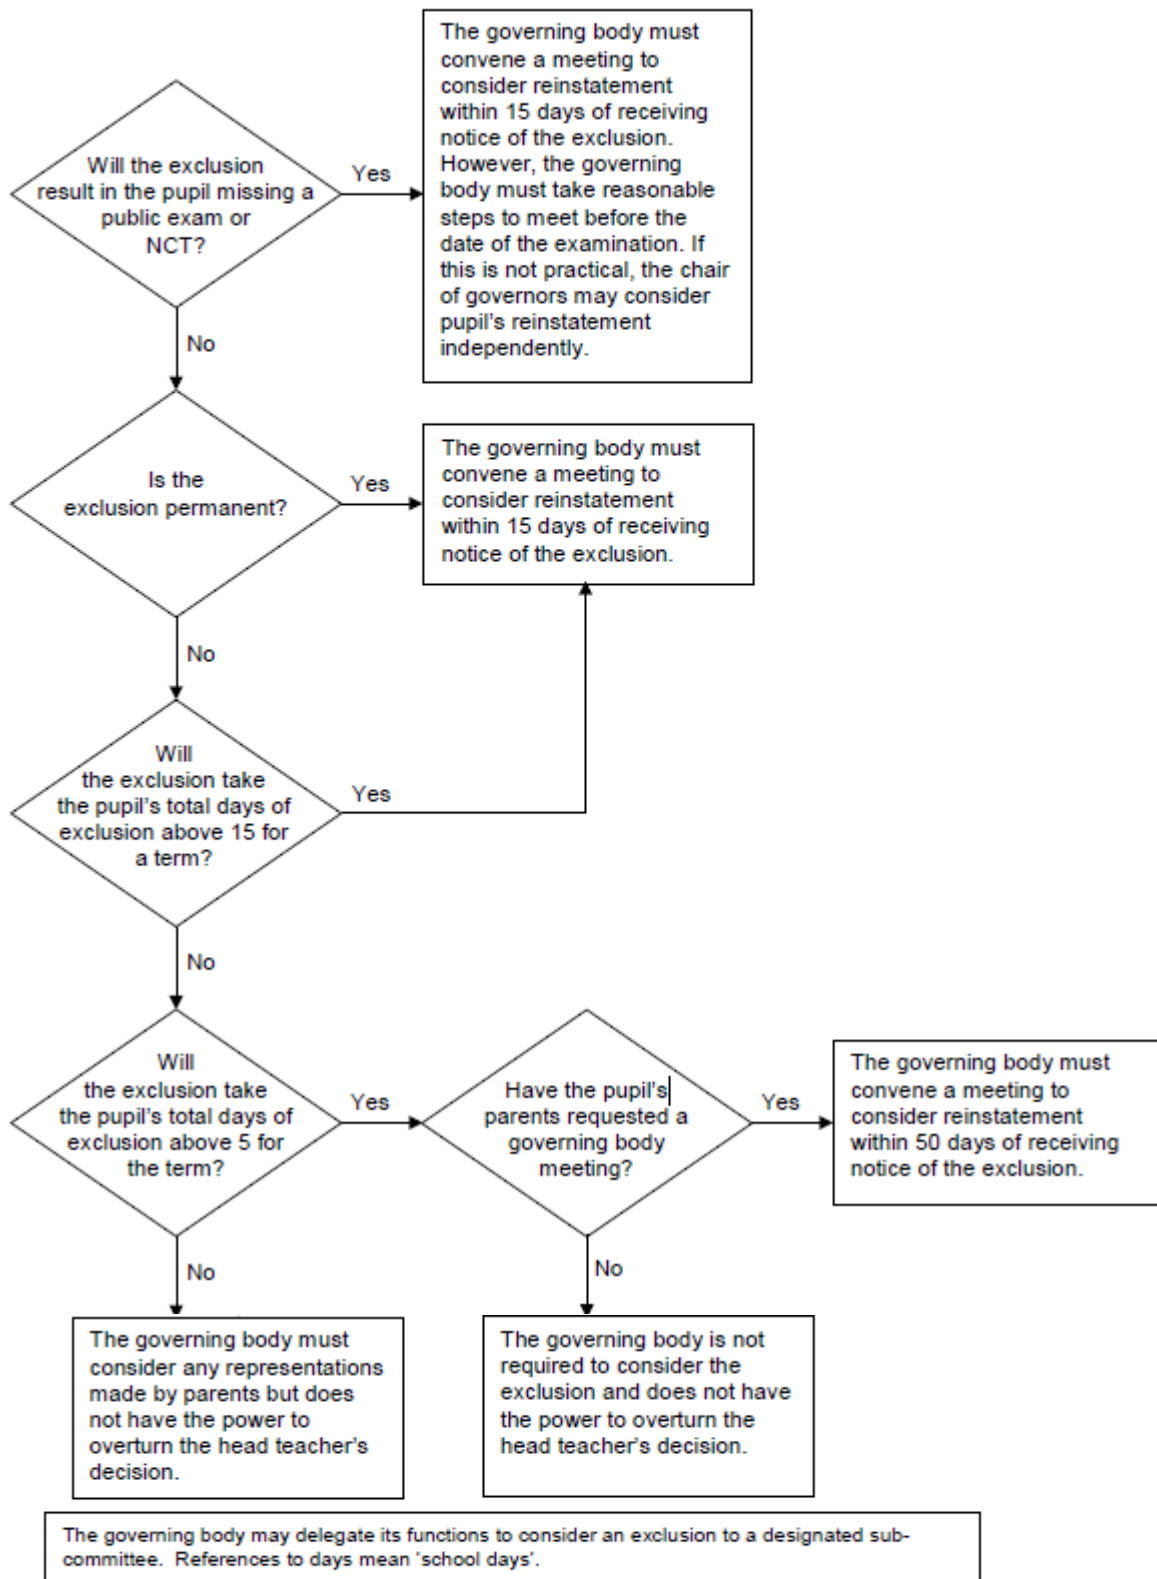 The governing body must
convene a meeting to
consider reinstatement
within 15 days of receiving
notice of the exclusion.
However, the governing
body must take reasonable
steps to meet before the
date of the examination. If
this is not practical, the chair
of governors may consider
pupil's reinstatement
independently.
Will the exclusion
result in the pupil missing a
public exam or
NCT?
Yes
No
Is the
exclusion permanent?
Yes
The governing body must
convene a meeting to
consider reinstatement
within 15 days of receiving
notice of the exclusion.
No
Will
the exclusion take
the pupil's total days of
exclusion above 15 for
a term?
Yes
No
Will
the exclusion take
the pupil's total days of
exclusion above 5 for
the term?
Yes
Have the pupil's
parents requested a
governing body
meeting?
Yes
The governing body must
convene a meeting to
consider reinstatement
within 50 days of receiving
notice of the exclusion.
No
No
The governing body must
consider any representations
made by parents but does
not have the power to
overturn the head teacher's
decision.
The governing body is not
required to consider the
exclusion and does not have
the power to overturn the
head teacher's decision.
The governing body may delegate its functions to consider an exclusion to a designated sub-
committee.  References to days mean 'school days'.